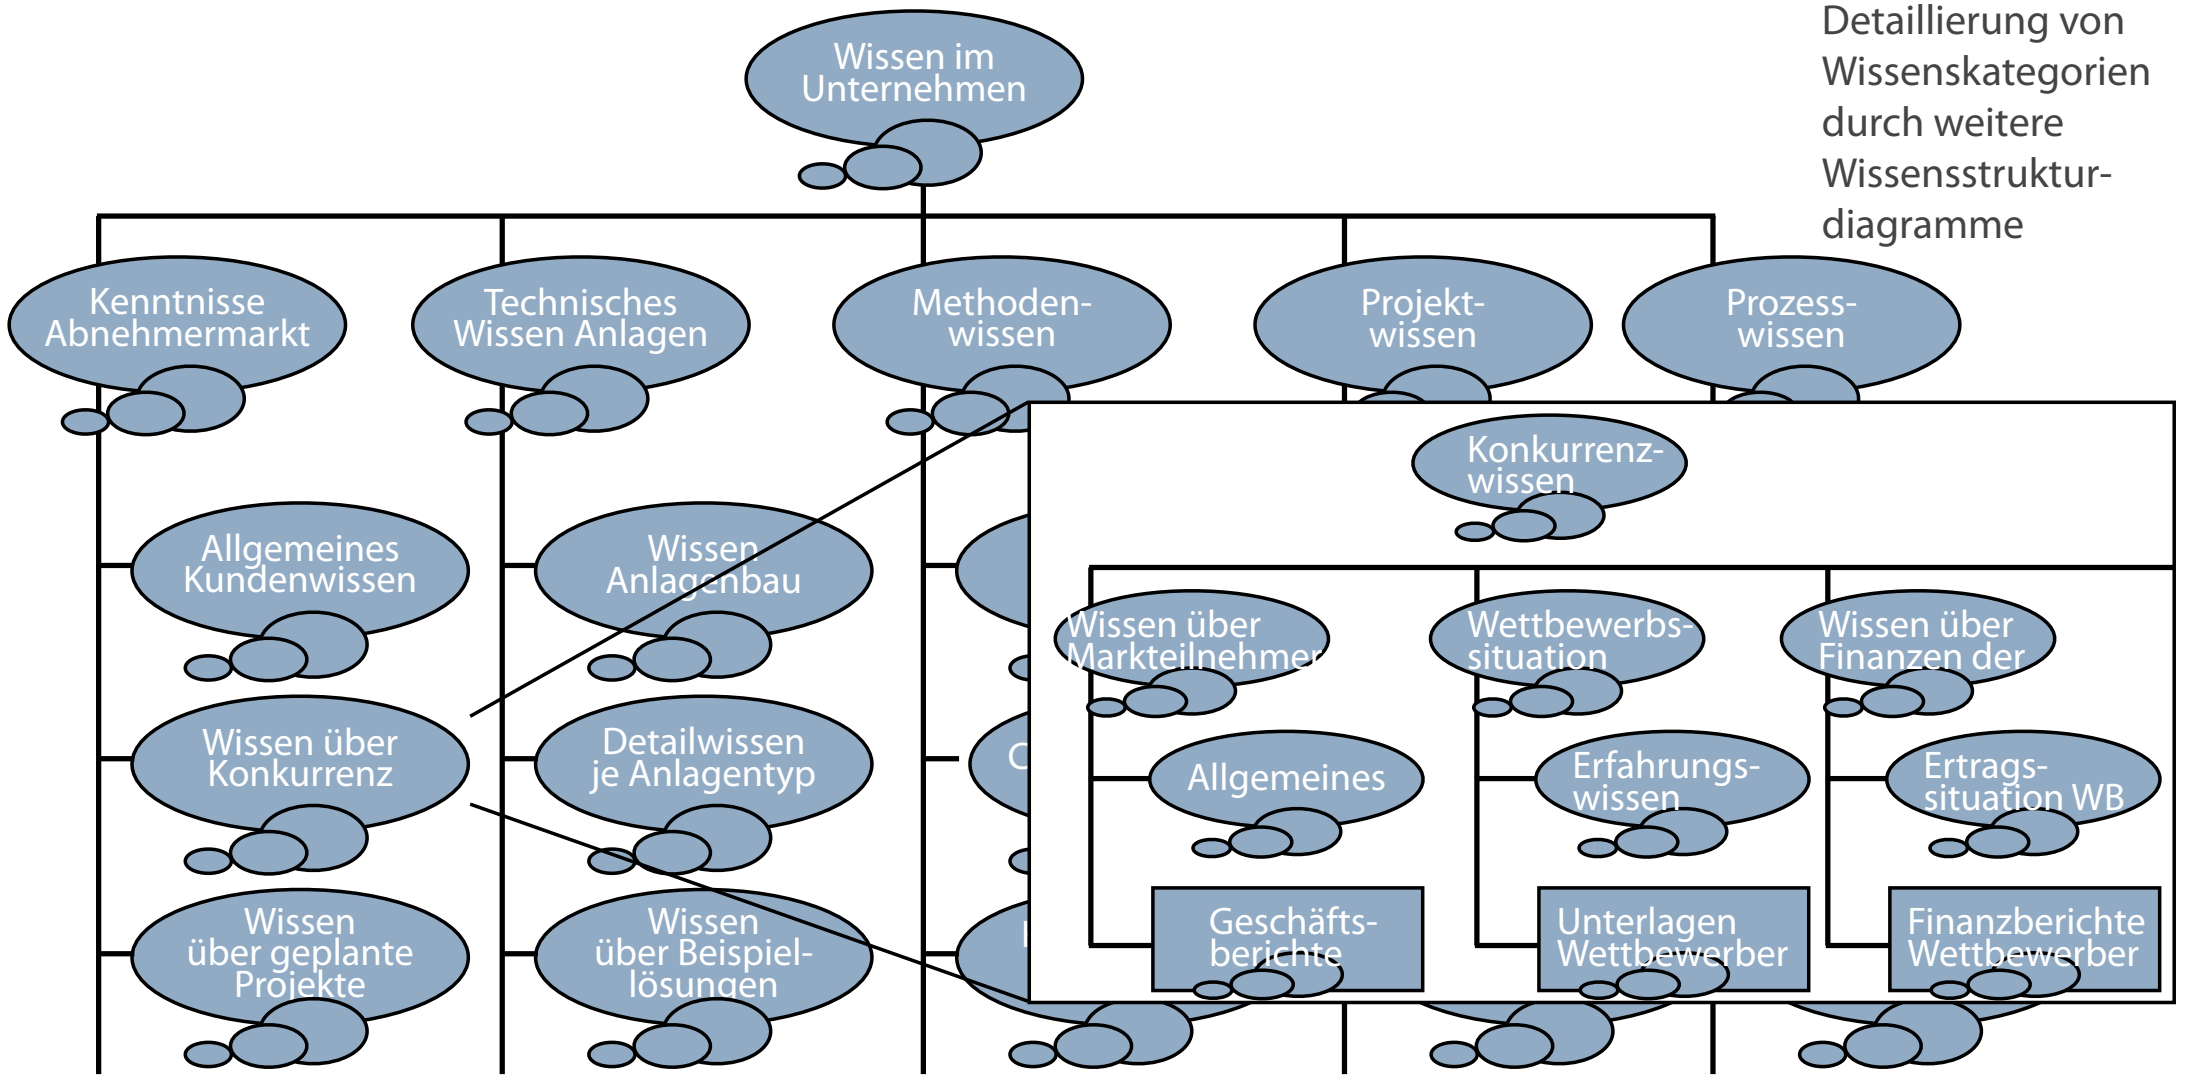 Detaillierung von
Wissenskategorien
durch weitere
Wissensstruktur-
diagramme
Wissen im
Unternehmen
Kenntnisse
Abnehmermarkt
Technisches
Wissen Anlagen
Methoden-
wissen
Projekt-
wissen
Prozess-
wissen
Allgemeines
Kundenwissen
Wissen über
Konkurrenz
Wissen
über geplante
Projekte
Wissen
Anlagenbau
Detailwissen
je Anlagentyp
Wissen
über Beispiel-
lösungen
Konkurrenz-
wissen
Wissen über
Markteilnehmer
Allgemeines
Geschäfts-
berichte
Wettbewerbs-
situation
Erfahrungs-
wissen
Unterlagen
Wettbewerber
Wissen über
Finanzen der
Ertrags-
situation WB
Finanzberichte
Wettbewerber